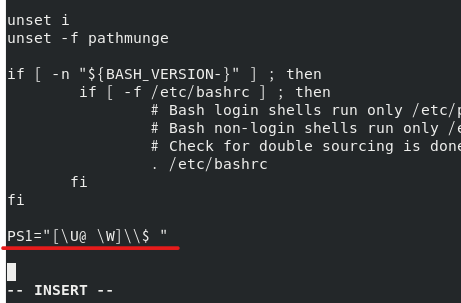 unset i
unset -f pathmunge
if [ -n "${BASH_VERSION-}" ] ; then
if [ -f /etc/bashrc ] ; then
# Bash login shells run only /etc/p
# Bash non-login shells run only /e
# Check for double sourcing is done
. /etc/bashrc
fi
fi
PS1="[\U@ \W]\\$ "
-- INSERT --